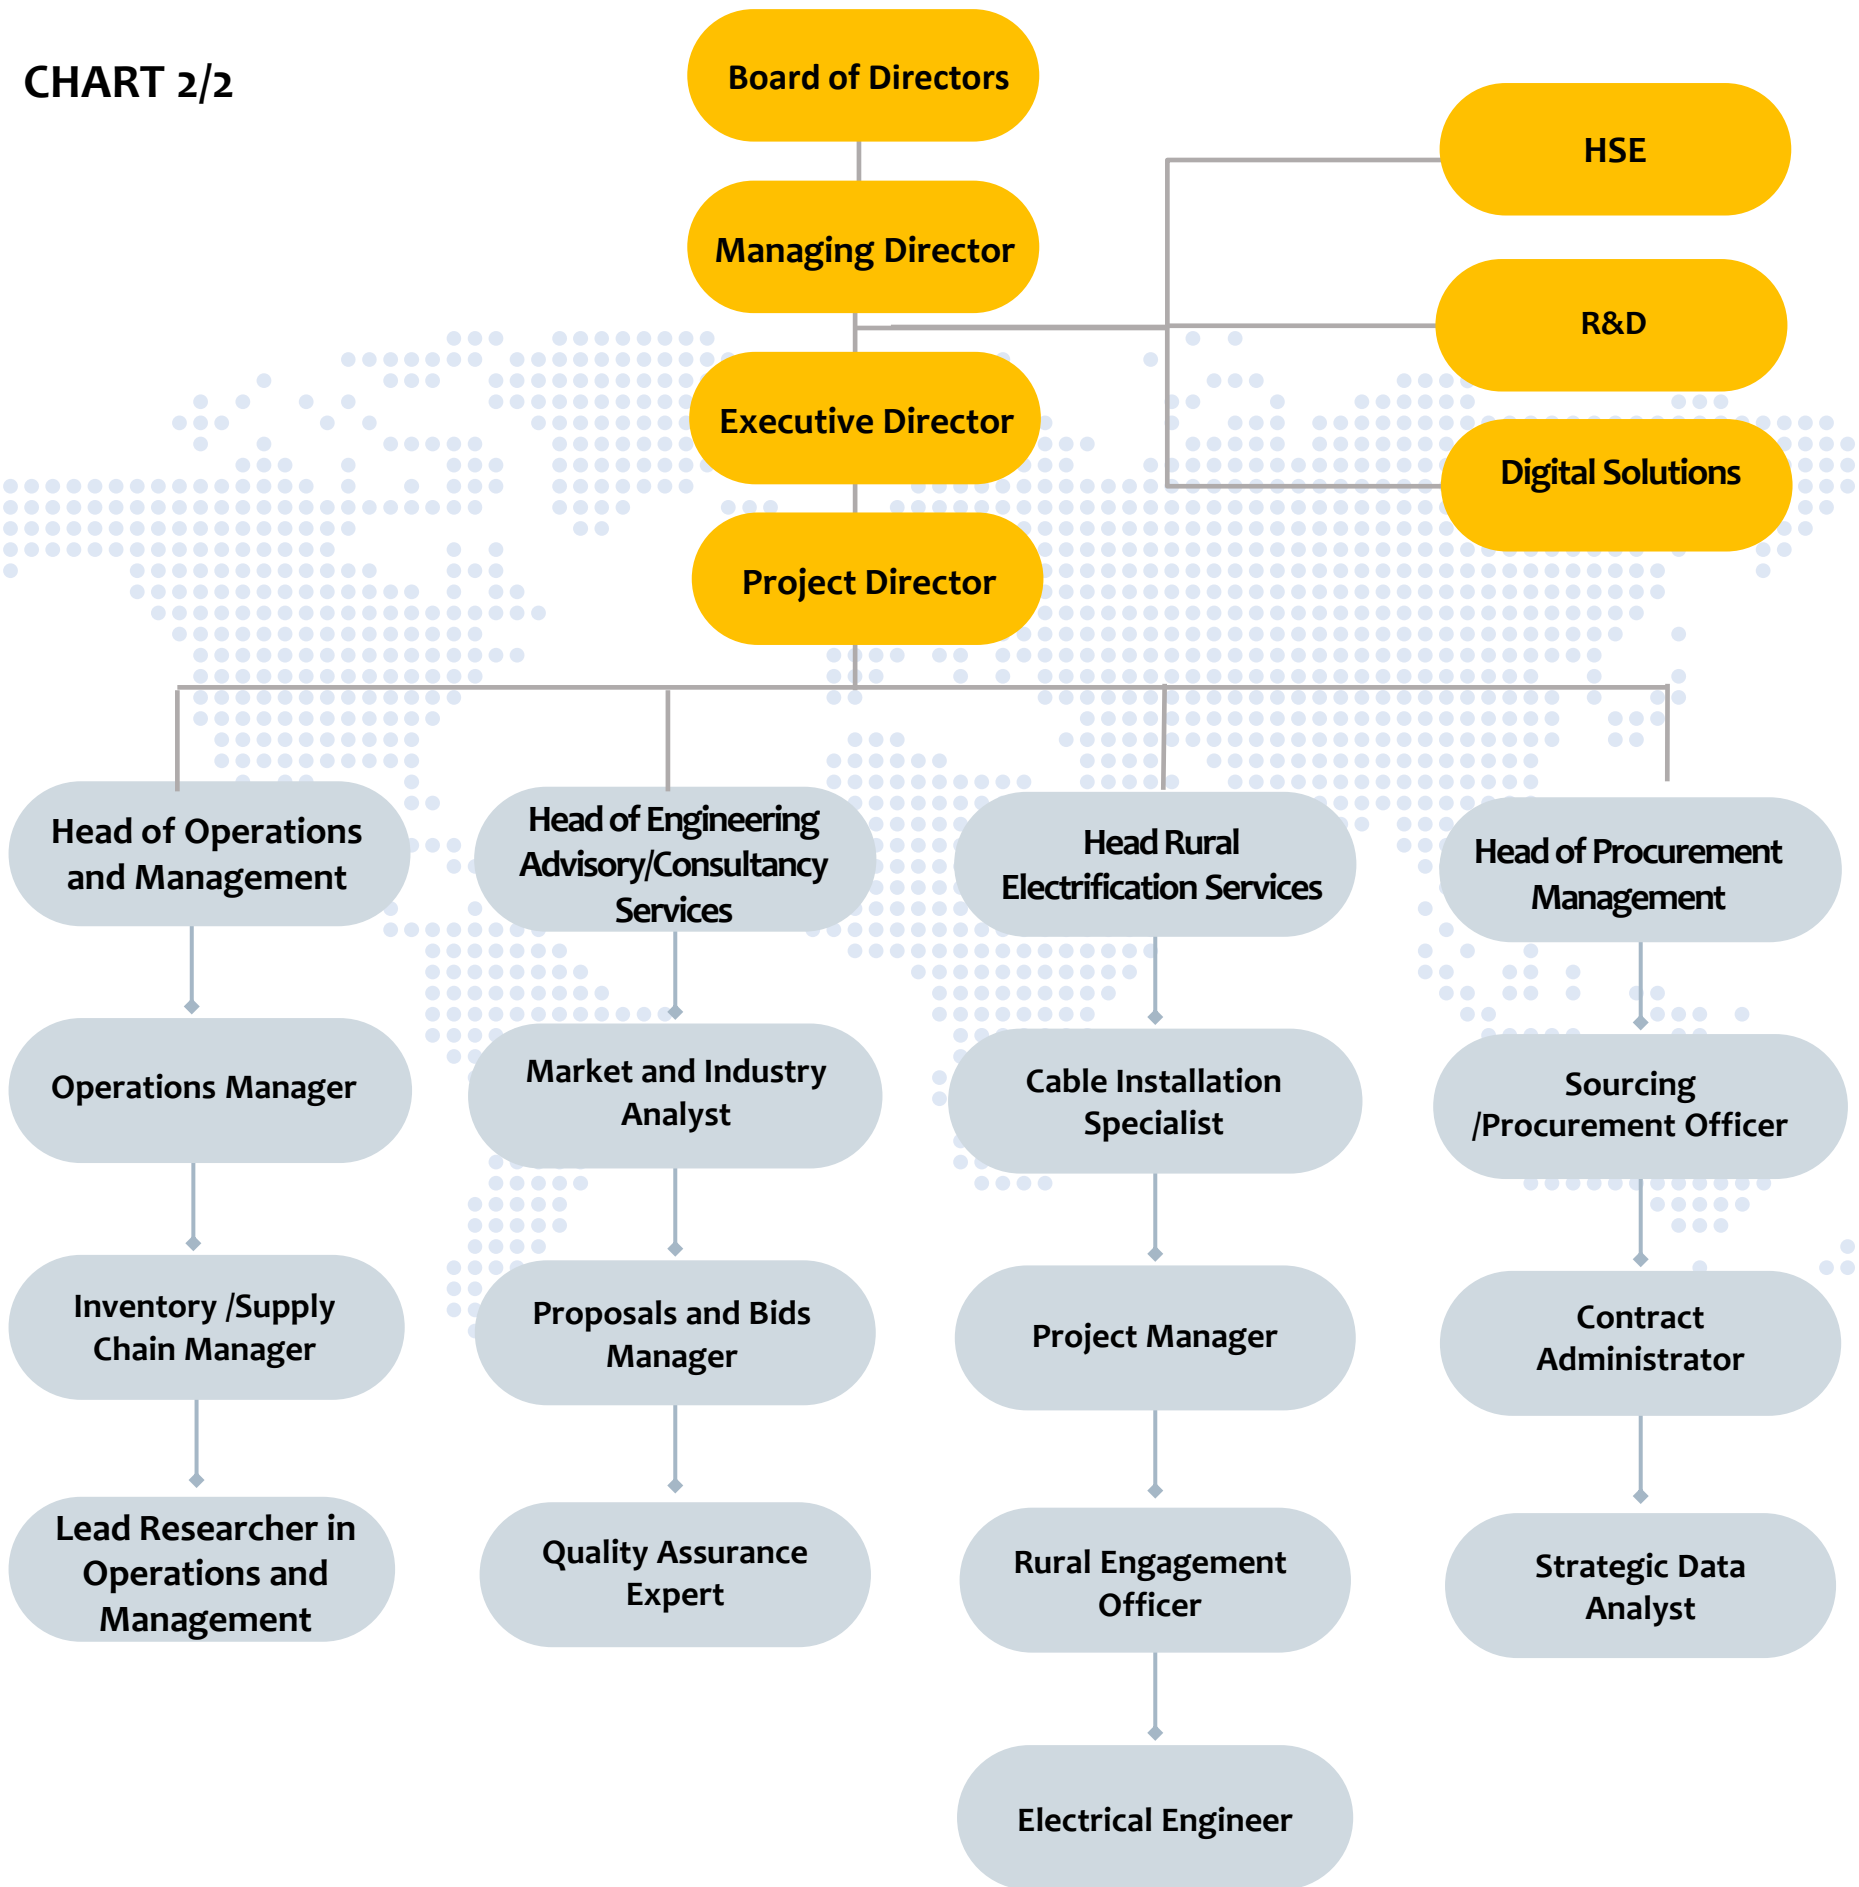 CHART 2/2
Board of Directors
Managing Director
Executive Director
Project Director
HSE
R&D
Digital Solutions
Head of Operations
and Management
Operations Manager
Inventory /Supply
Chain Manager
Lead Researcher in
Operations and
Management
Head of Engineering
Advisory/Consultancy
Services
Market and Industry
Analyst
Proposals and Bids
Manager
Quality Assurance
Expert
Head Rural
Electrification Services
Cable Installation
Specialist
Project Manager
Rural Engagement
Officer
Electrical Engineer
Head of Procurement
Management
Sourcing
/Procurement Officer
Contract
Administrator
Strategic Data
Analyst